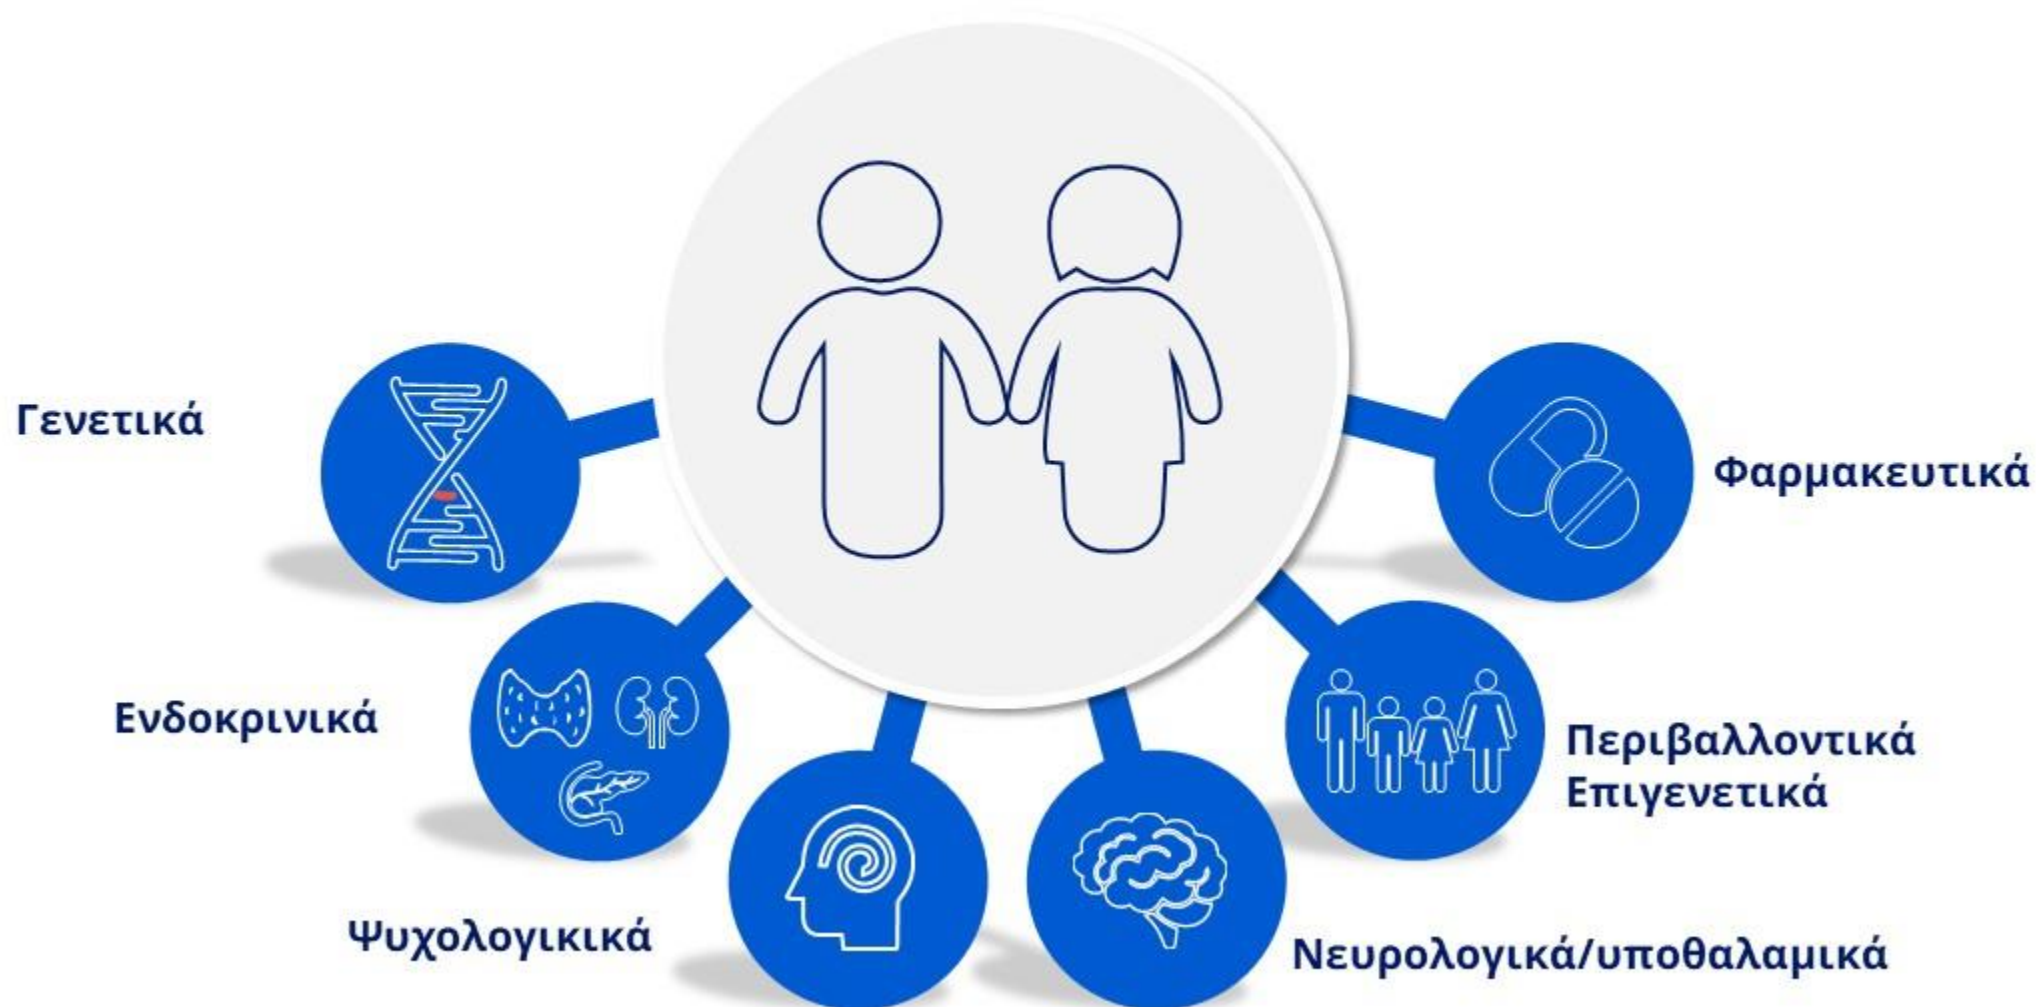 Γενετικά
Φαρμακευτικά
Ενδοκρινικά
Περιβαλλοντικά
Επιγενετικά
Ψυχολογικικά
Νευρολογικά/υποθαλαμικά